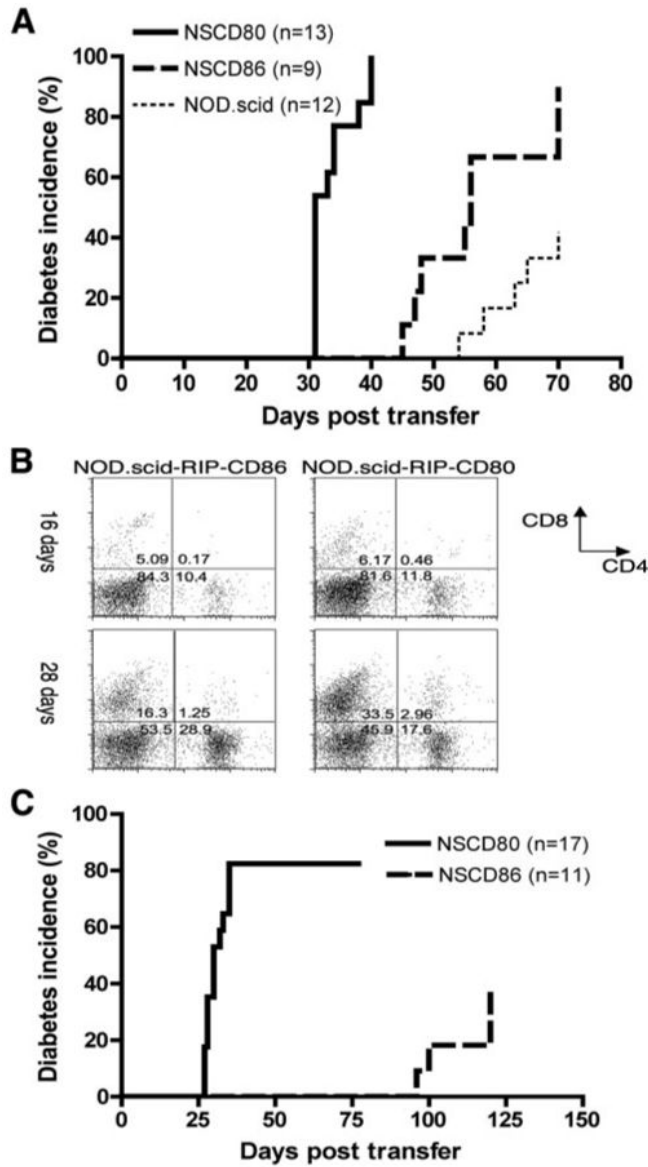 A
NSCD80 (n=13)
NSCD86 (n=9)
NOD.scid (n=12)
Diabetes incidence (%)
100
80
60
40
20
0
0 10 20 30 40 50 60 70 80
Days post transfer
B
NOD.scid-RIP-CD86 NOD.scid-RIP-CD80
16 days
5.09 0.17
84.3 10.4
6.17 0.46
81.6 11.8
CD8
CD4
28 days
16.3 1.25
53.5 28.9
33.5 2.96
45.9 17.6
C
NSCD80 (n=17)
NSCD86 (n=11)
Diabetes incidence (%)
100
80
60
40
20
0
0 25 50 75 100 125 150
Days post transfer